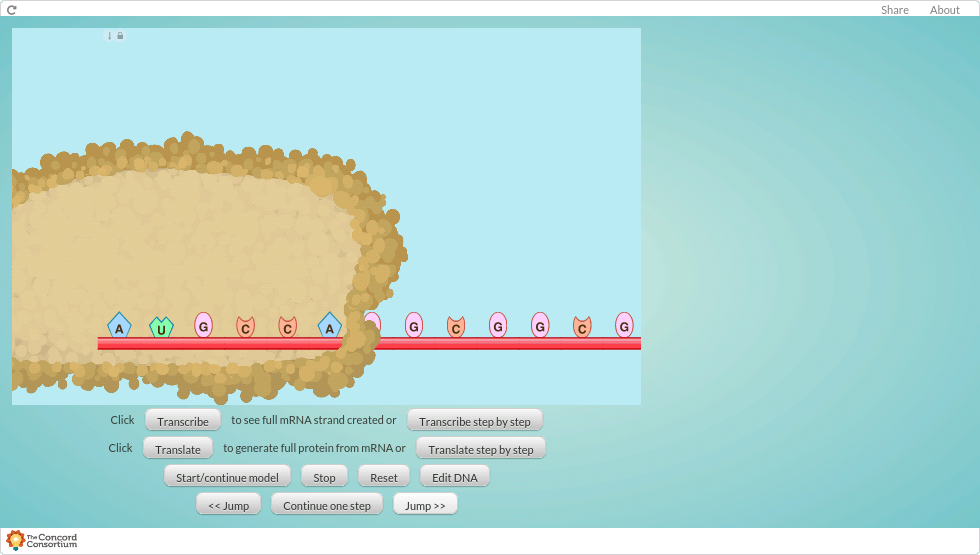 Share About
A U G C C A G C G G C G
Click Transcribe to see full mRNA strand created or Transcribe step by step
Click Translate to generate full protein from mRNA or Translate step by step
Start/continue model Stop Reset Edit DNA
<< Jump Continue one step Jump >>
The Concord
Consortium